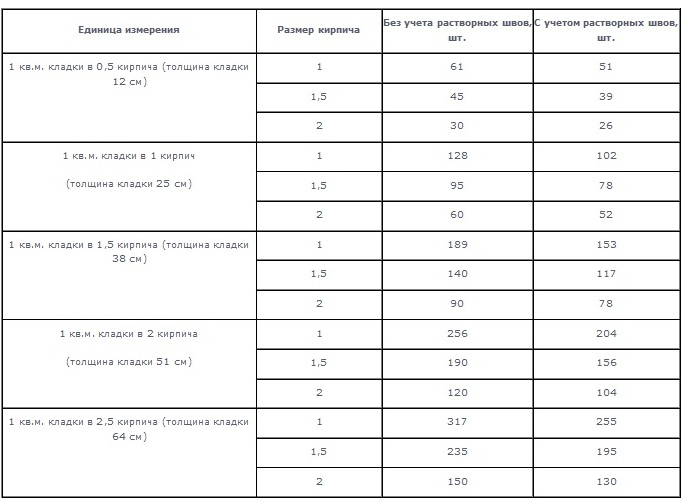 Единица измерения
Размер кирпича
Без учета растворных швов,
шт.
С учетом растворных швов,
шт.
1 кв.м. кладки в 0,5 кирпича (толщина кладки
12 см)
1
61
51
1,5
45
39
2
30
26
1 кв.м. кладки в 1 кирпич
(толщина кладки 25 см)
1
128
102
1,5
95
78
2
60
52
1 кв.м. кладки в 1,5 кирпича (толщина кладки
38 см)
1
189
153
1,5
140
117
2
90
78
1 кв.м. кладки в 2 кирпича
(толщина кладки 51 см)
1
256
204
1,5
190
156
2
120
104
1 кв.м. кладки в 2,5 кирпича (толщина кладки
64 см)
1
317
255
1,5
235
195
2
150
130